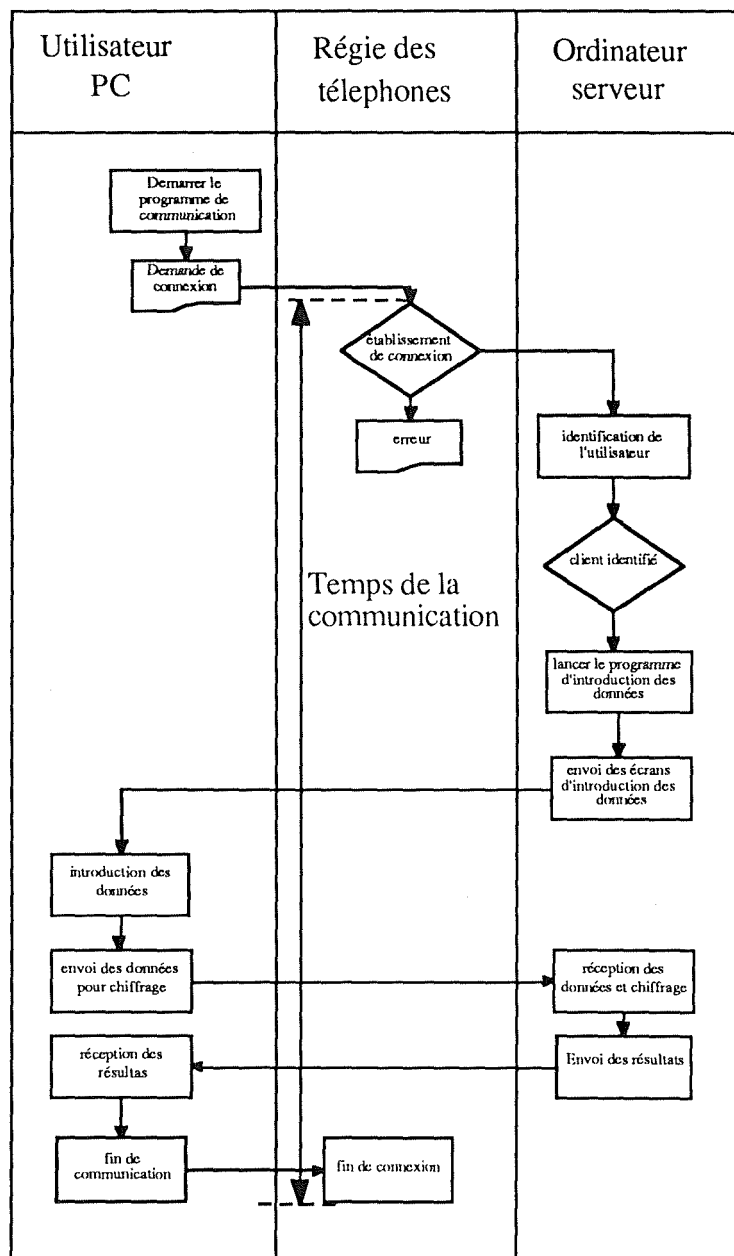 Utilisateur
PC
Régie des
télephones
Ordinateur
serveur
Demarrer le
programme de
communication
Demande de
connexion
établissement
de connexion
erreur
identification de
l'utilisateur
client identifié
Temps de la
communication
lancer le programme
d'introduction des
données
envoi des écrans
d'introduction des
données
introduction des
données
envoi des données
pour chiffrage
réception des
données et chiffrage
Envoi des résultats
réception des
résultas
fin de
communication
fin de connexion